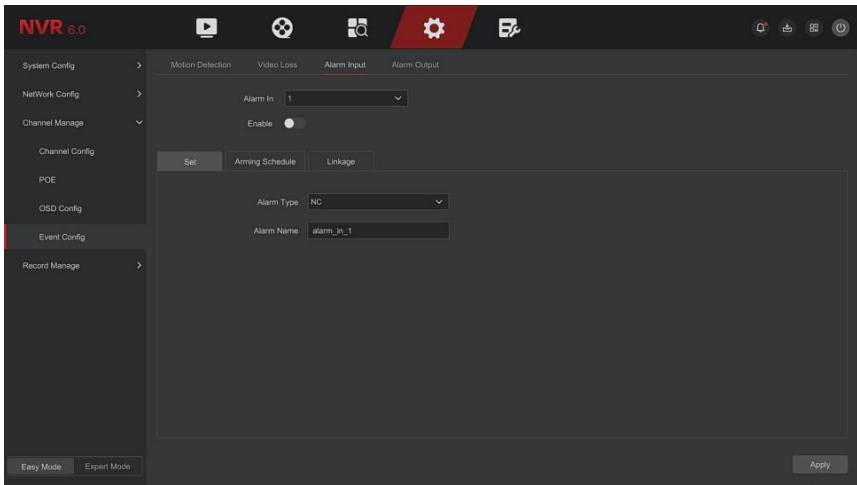 NVR 6.0
System Config
Motion Detection Video Loss Alarm Input Alarm Output
NetWork Config
Alarm In 1
Channel Manage
Enable
Channel Config
Set Arming Schedule Linkage
POE
Alarm Type NC
OSD Config
Alarm Name alarm_in_1
Event Config
Record Manage
Easy Mode Expert Mode
Apply